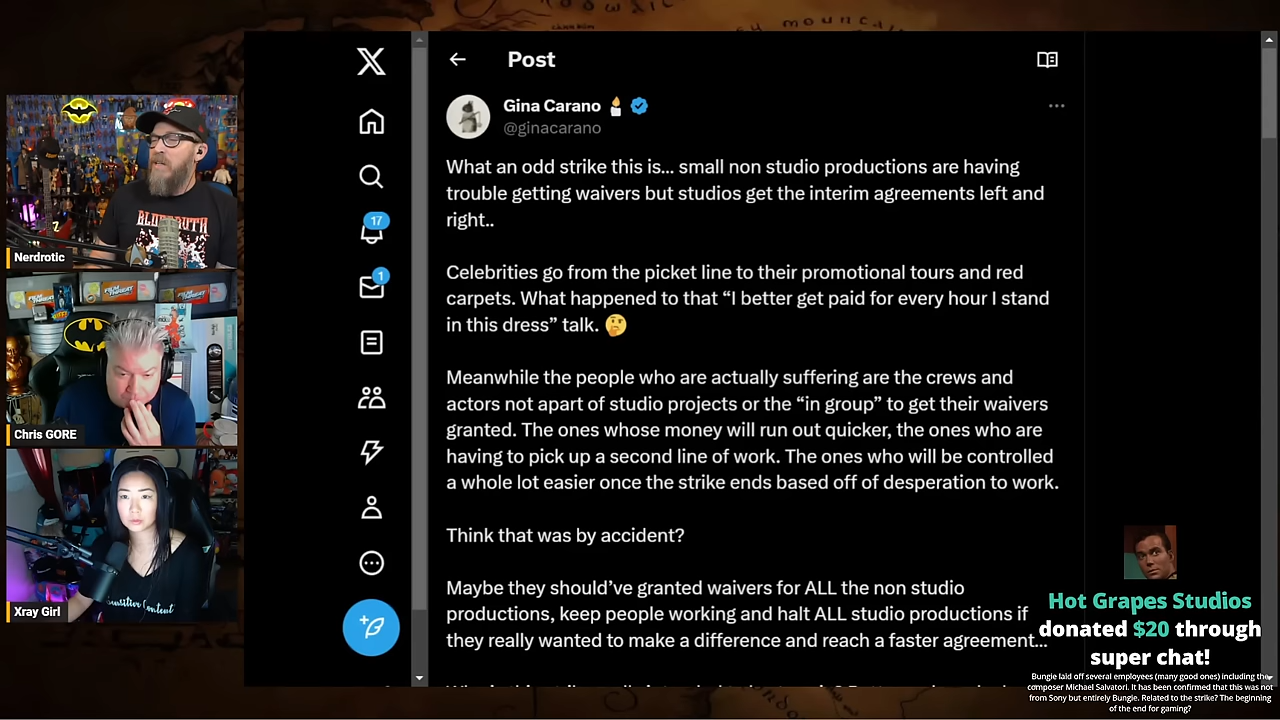 Post
Gina Carano
@ginacarano
What an odd strike this is... small non studio productions are having
trouble getting waivers but studios get the interim agreements left and
right..
Celebrities go from the picket line to their promotional tours and red
carpets. What happened to that “I better get paid for every hour I stand
in this dress” talk. 🤔
Meanwhile the people who are actually suffering are the crews and
actors not apart of studio projects or the “in group” to get their waivers
granted. The ones whose money will run out quicker, the ones who are
having to pick up a second line of work. The ones who will be controlled
a whole lot easier once the strike ends based off of desperation to work.
Think that was by accident?
Maybe they should’ve granted waivers for ALL the non studio
productions, keep people working and halt ALL studio productions if
they really wanted to make a difference and reach a faster agreement...
17
1
Nerdrotic
Chris GORE
Xray Girl
Hot Grapes Studios
donated $20 through
super chat!
Bungie laid off several employees (many good ones) including the
composer Michael Salvatori. It has been confirmed that this was not
from Sony but entirely Bungie. Related to the strike? The beginning
of the end for gaming?